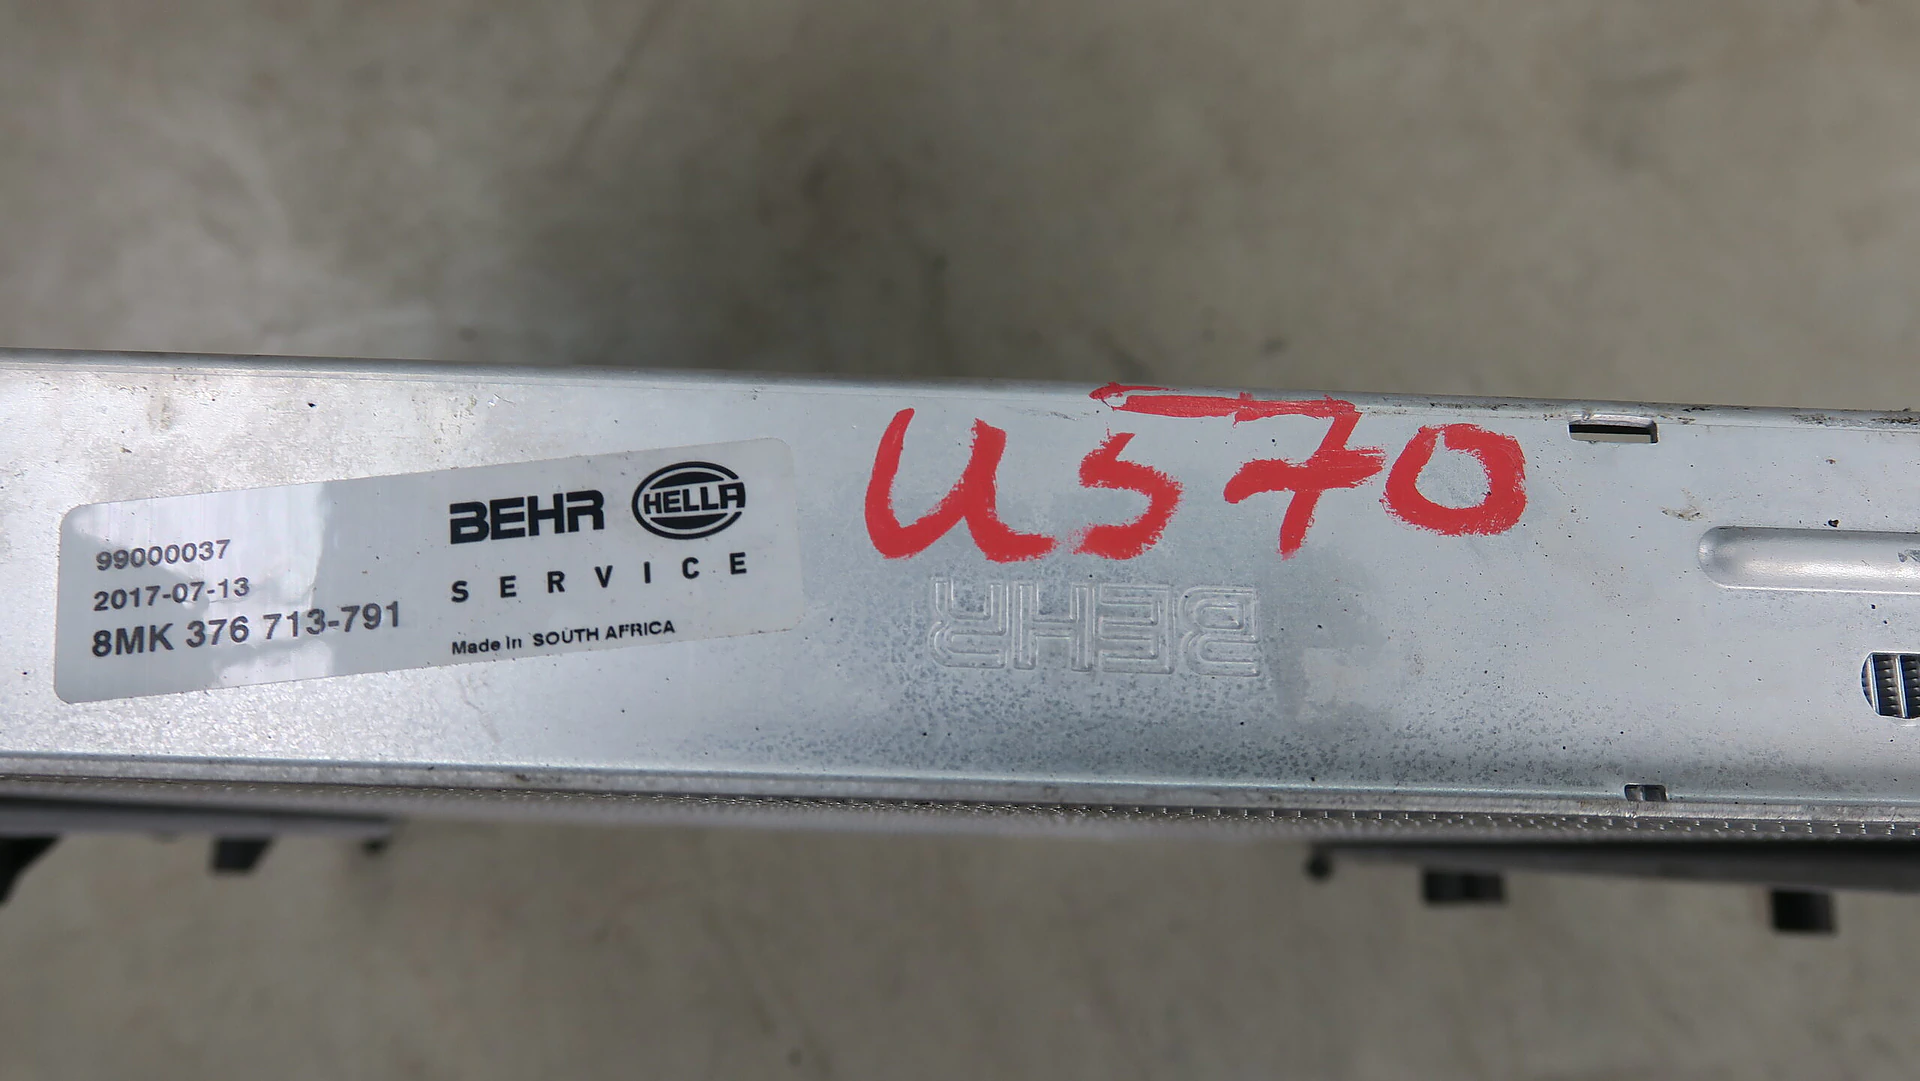 99000037
2017-07-13
8MK 376 713-791
BEHR HELLA
SERVICE
Made in SOUTH AFRICA
U570
BEHR